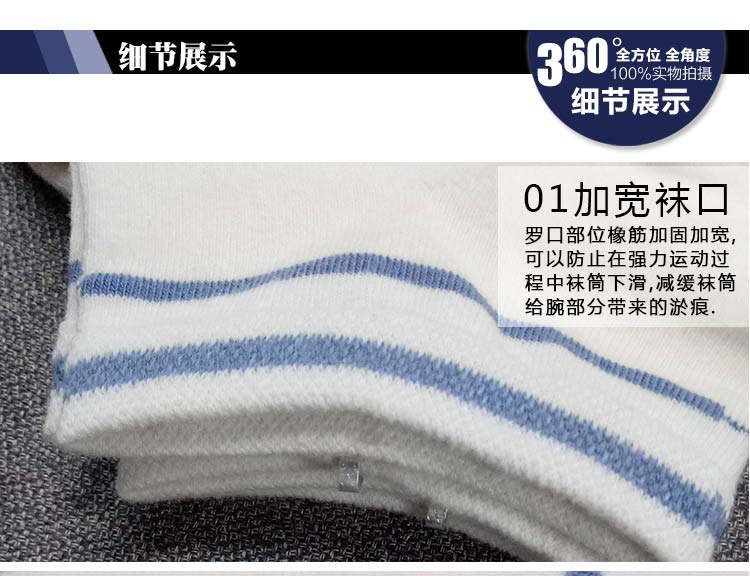 细节展示
360°
全方位 全角度
100%实物拍摄
细节展示
01加宽袜口
罗口部位橡筋加固加宽,
可以防止在强力运动过
程中袜筒下滑,减缓袜筒
给腕部分带来的淤痕.